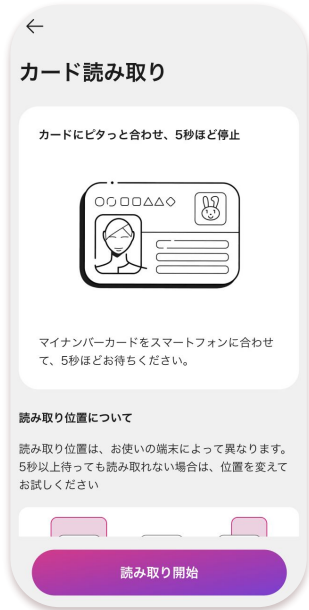 カード読み取り
カードにピタっと合わせ、5秒ほど停止
マイナンバーカードをスマートフォンに合わせ
て、5秒ほどお待ちください。
読み取り位置について
読み取り位置は、お使いの端末によって異なります。
5秒以上待っても読み取れない場合は、位置を変えて
お試しください
読み取り開始